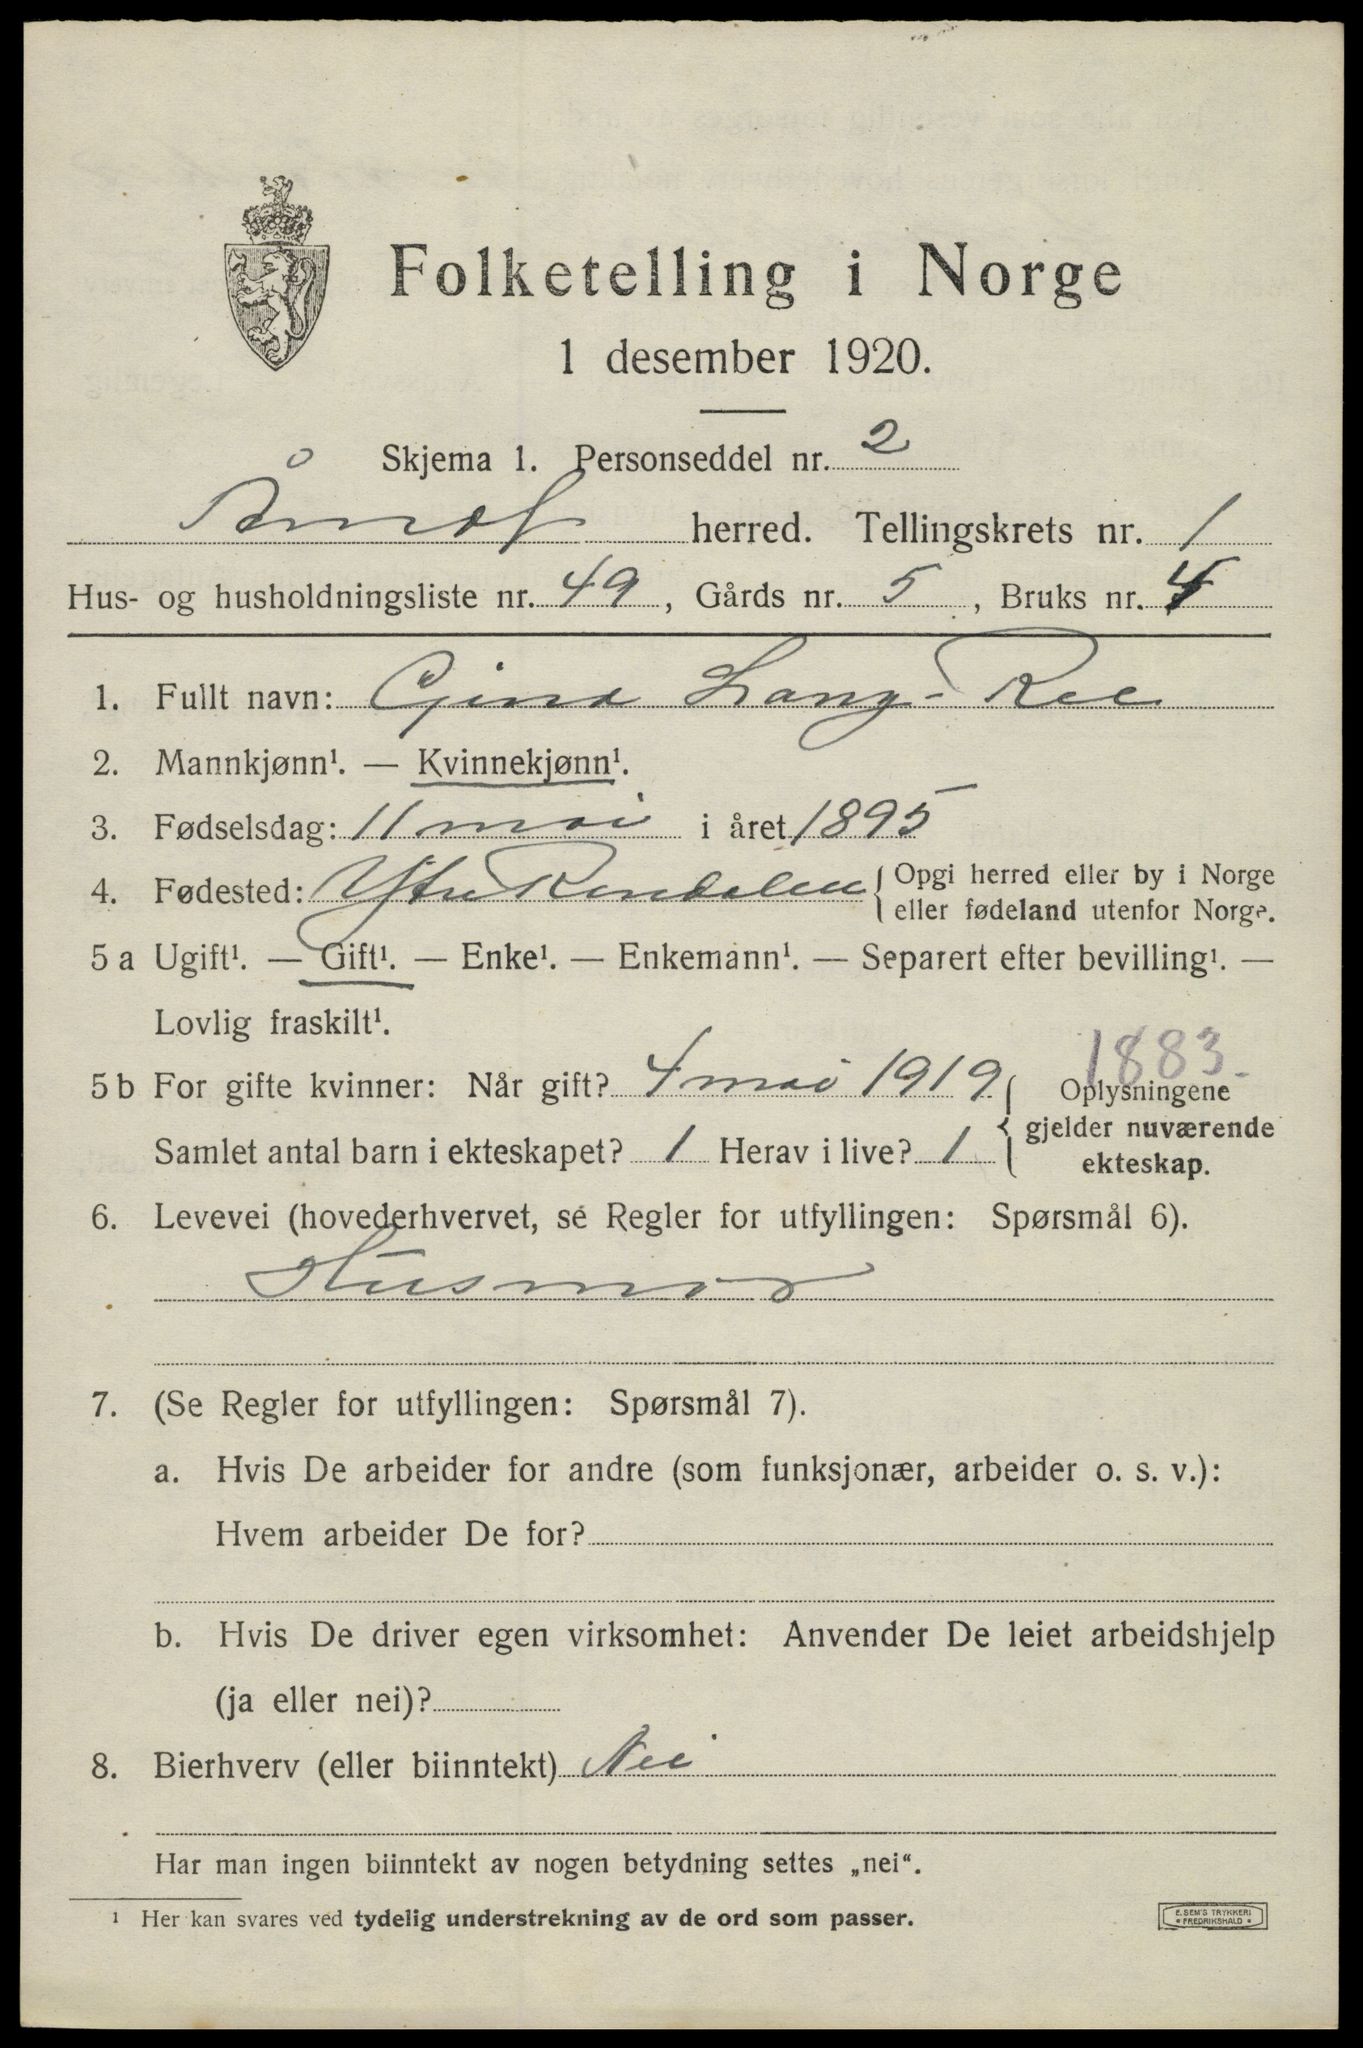 Folketelling i Norge
1 desember 1920.
Skjema 1. Personseddel nr. 2
Åmot herred. Tellingskrets nr. 1
Hus- og husholdningsliste nr. 49, Gårds nr. 5, Bruks nr. 4
1. Fullt navn: Gina Lang-Ree
2. Mannkjønn¹. — Kvinnekjønn¹.
3. Fødselsdag: 11 mai i året 1895
4. Fødested: Ytre Rendalen { Opgi herred eller by i Norge
eller fødeland utenfor Norge.
5 a Ugift¹. — Gift¹. — Enke¹. — Enkemann¹. — Separert efter bevilling¹. —
Lovlig fraskilt¹.
1883.
5 b For gifte kvinner: Når gift? 4 mai 1919 { Oplysningene
gjelder nuværende
Samlet antal barn i ekteskapet? 1 Herav i live? 1 ekteskap.
6. Levevei (hovederhvervet, se Regler for utfyllingen: Spørsmål 6).
Husmor
7. (Se Regler for utfyllingen: Spørsmål 7).
a. Hvis De arbeider for andre (som funksjonær, arbeider o. s. v.):
Hvem arbeider De for?
b. Hvis De driver egen virksomhet: Anvender De leiet arbeidshjelp
(ja eller nei)?
8. Bierhverv (eller biinntekt) Nei
Har man ingen biinntekt av nogen betydning settes „nei“.
¹ Her kan svares ved tydelig understrekning av de ord som passer.
E. SEM'S TRYKKERI
* FREDRIKSHALD *